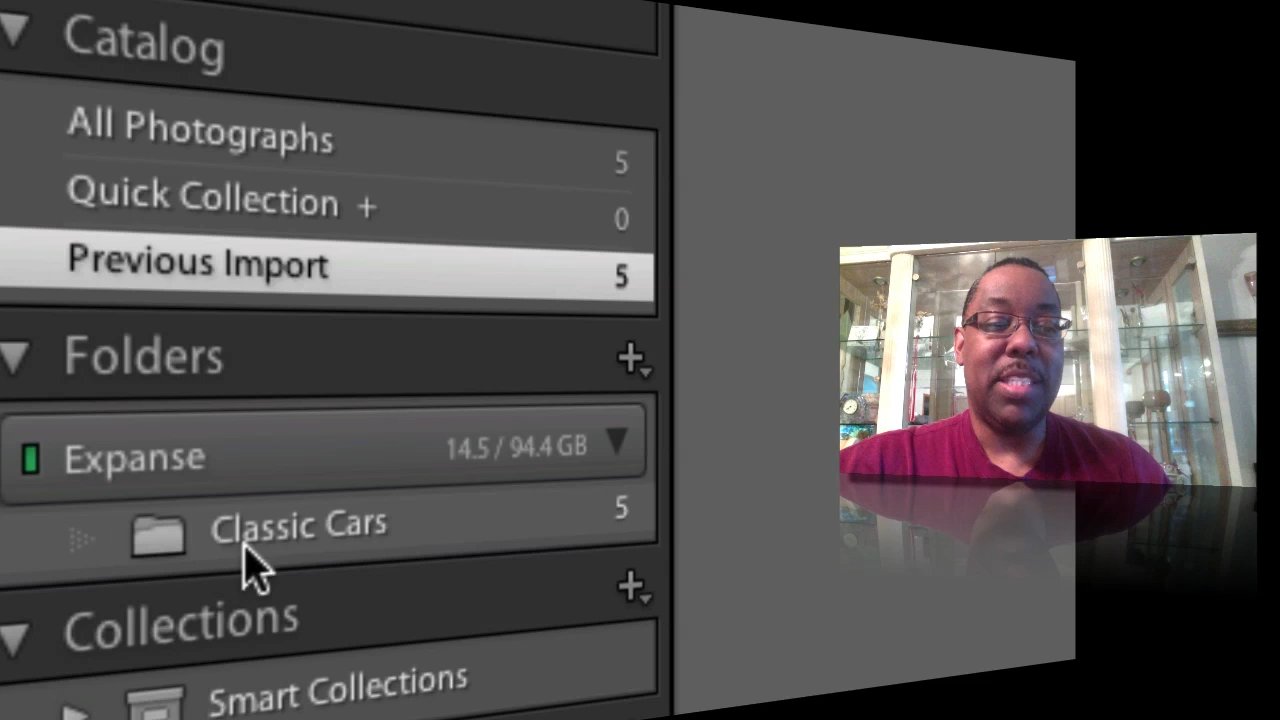 Catalog
All Photographs 5
Quick Collection + 0
Previous Import 5
Folders +
Expanse 14.5 / 94.4 GB
Classic Cars 5
Collections +
Smart Collections